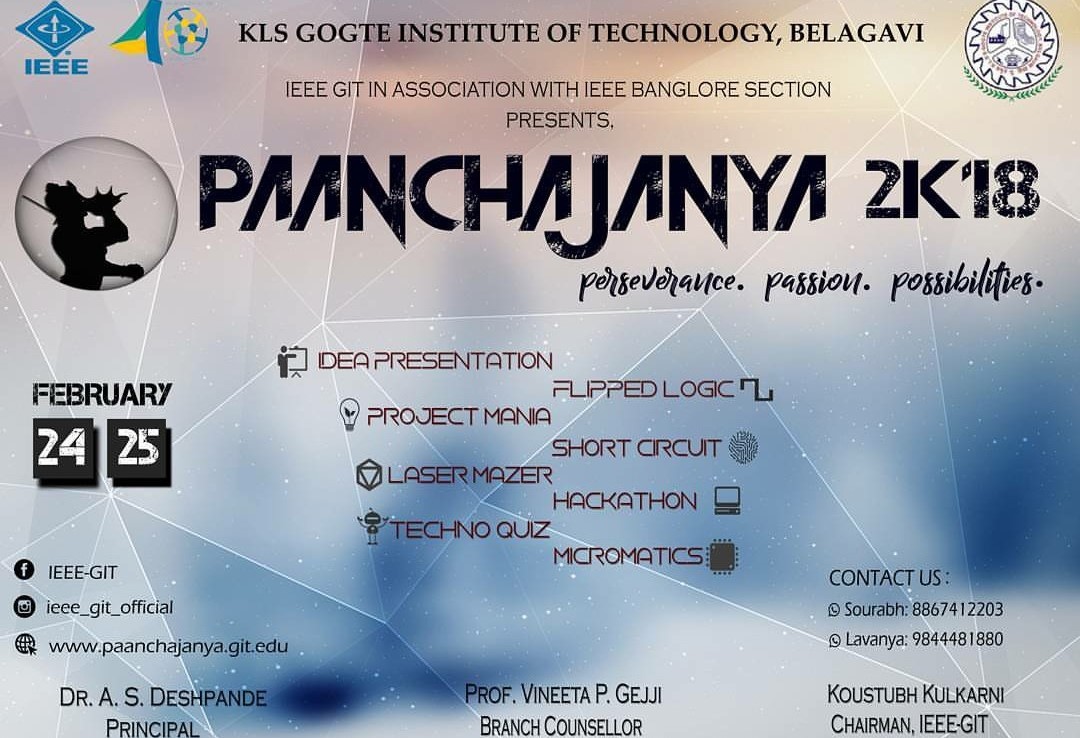 IEEE
KLS GOGTE INSTITUTE OF TECHNOLOGY, BELAGAVI
IEEE GIT IN ASSOCIATION WITH IEEE BANGLORE SECTION
PRESENTS,
PAANCHAJANYA 2K'18
perseverance. passion. possibilities.
IDEA PRESENTATION
FLIPPED LOGIC
PROJECT MANIA
SHORT CIRCUIT
LASER MAZER
HACKATHON
TECHNO QUIZ
MICROMATICS
FEBRUARY
24 25
IEEE-GIT
ieee_git_official
www.paanchajanya.git.edu
CONTACT US :
Sourabh: 8867412203
Lavanya: 9844481880
DR. A. S. DESHPANDE
PRINCIPAL
PROF. VINEETA P. GEJJI
BRANCH COUNSELLOR
KOUSTUBH KULKARNI
CHAIRMAN, IEEE-GIT